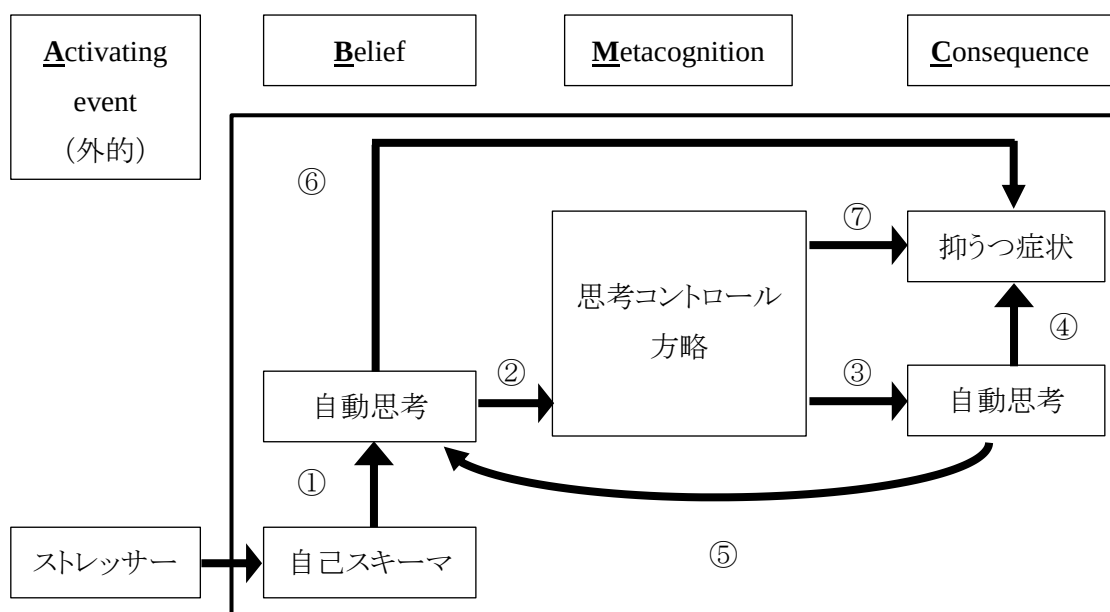 Activating
event
（外的）
Belief
Metacognition
Consequence
⑥
⑦
抑うつ症状
思考コントロール
方略
④
②
③
自動思考
自動思考
①
⑤
ストレッサー
自己スキーマ